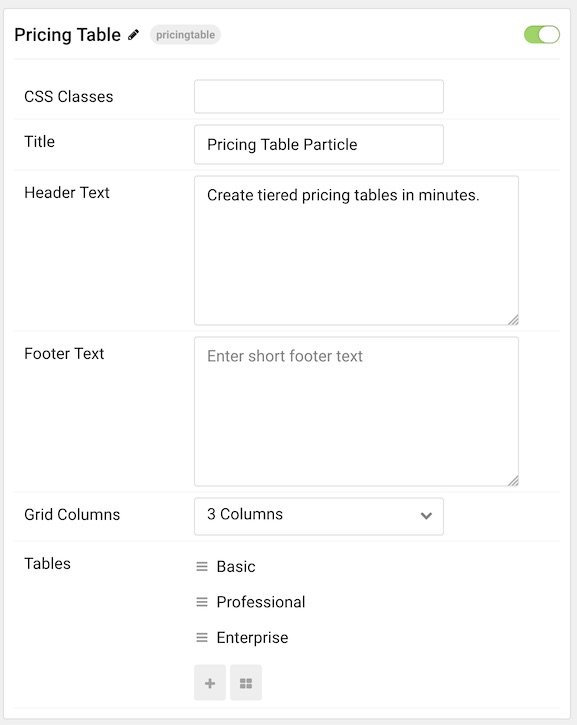 Pricing Table pricingtable
CSS Classes
Title Pricing Table Particle
Header Text Create tiered pricing tables in minutes.
Footer Text Enter short footer text
Grid Columns 3 Columns
Tables Basic
Professional
Enterprise